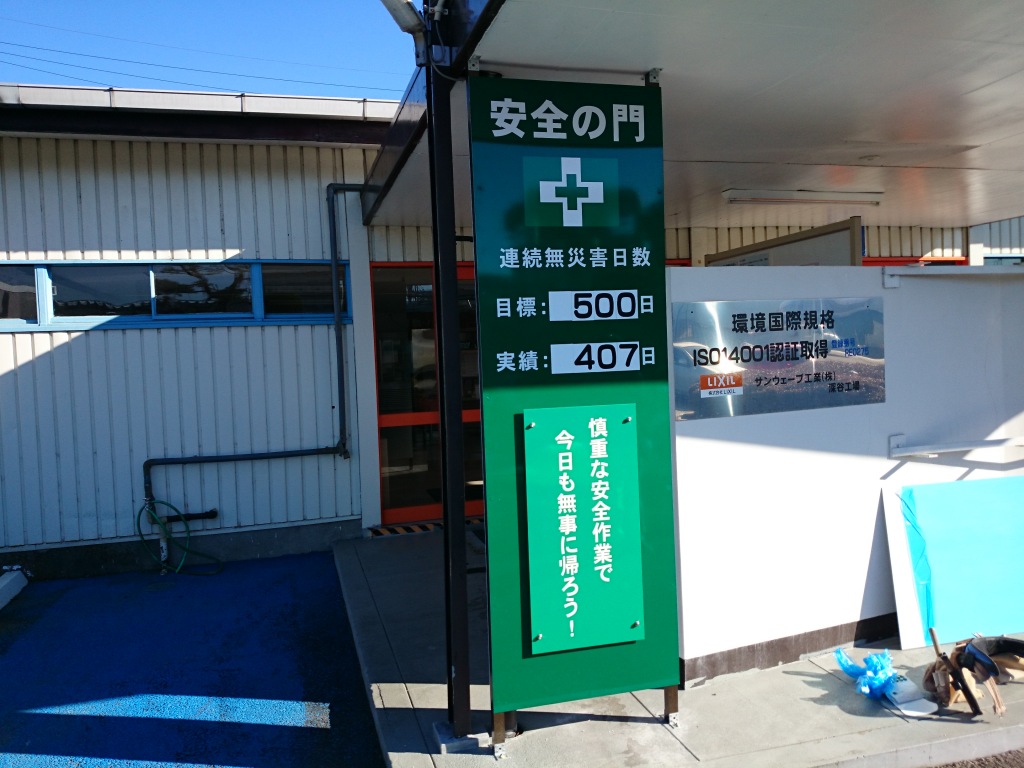 安全の門
連続無災害日数
目標：500日
実績：407日
慎重な安全作業で
今日も無事に帰ろう！
環境国際規格
ISO14001認証取得
LIXIL
サンウェーブ工業(株)
深谷工場